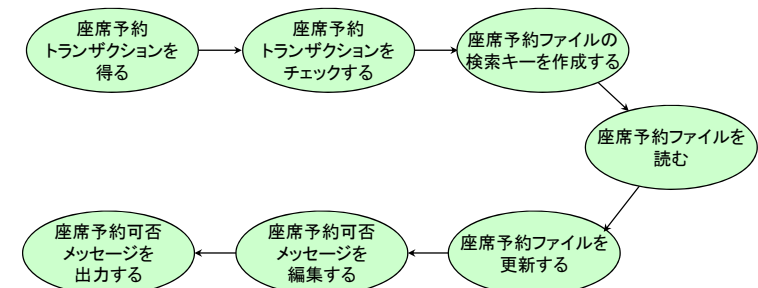 座席予約
トランザクションを
得る
座席予約
トランザクションを
チェックする
座席予約ファイルの
検索キーを作成する
座席予約ファイルを
読む
座席予約ファイルを
更新する
座席予約可否
メッセージを
編集する
座席予約可否
メッセージを
出力する